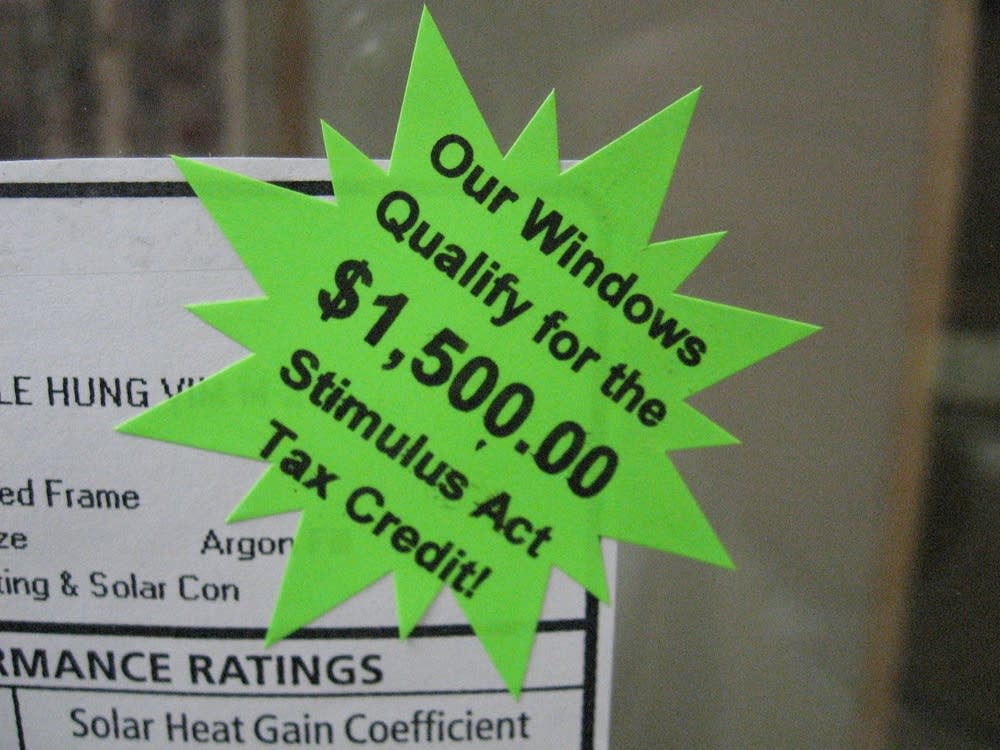 Our Windows
Qualify for the
$1,500.00
Stimulus Act
Tax Credit!
LE HUNG
ed Frame
ze Argon
ting & Solar Con
RMANCE RATINGS
Solar Heat Gain Coefficient